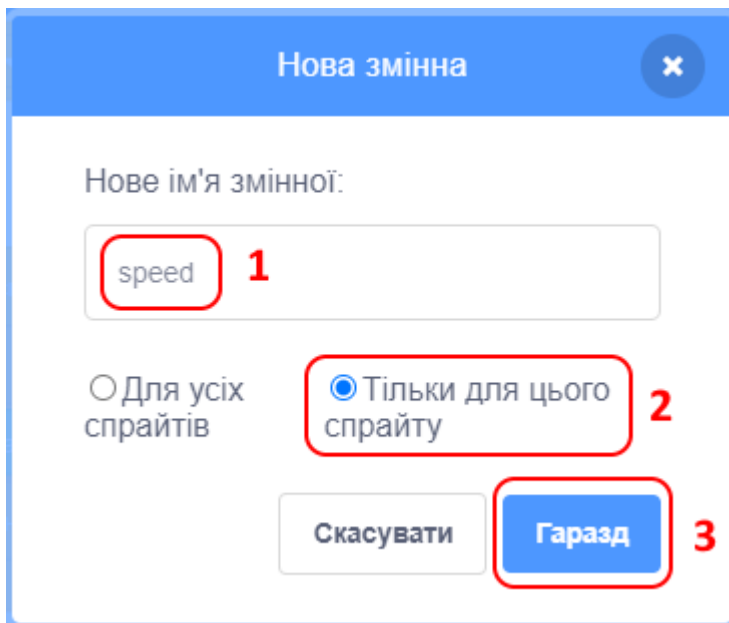 Нова змінна
Нове ім'я змінної:
speed 1
Для усіх Тільки для цього
спрайтів спрайту 2
Скасувати Гаразд 3